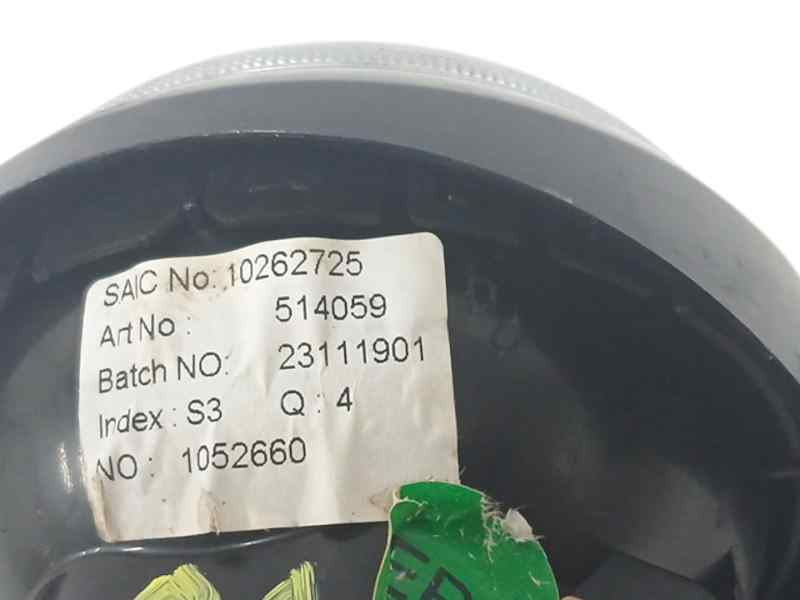 SAIC No: 10262725
Art No : 514059
Batch NO: 23111901
Index : S3 Q : 4
NO : 1052660